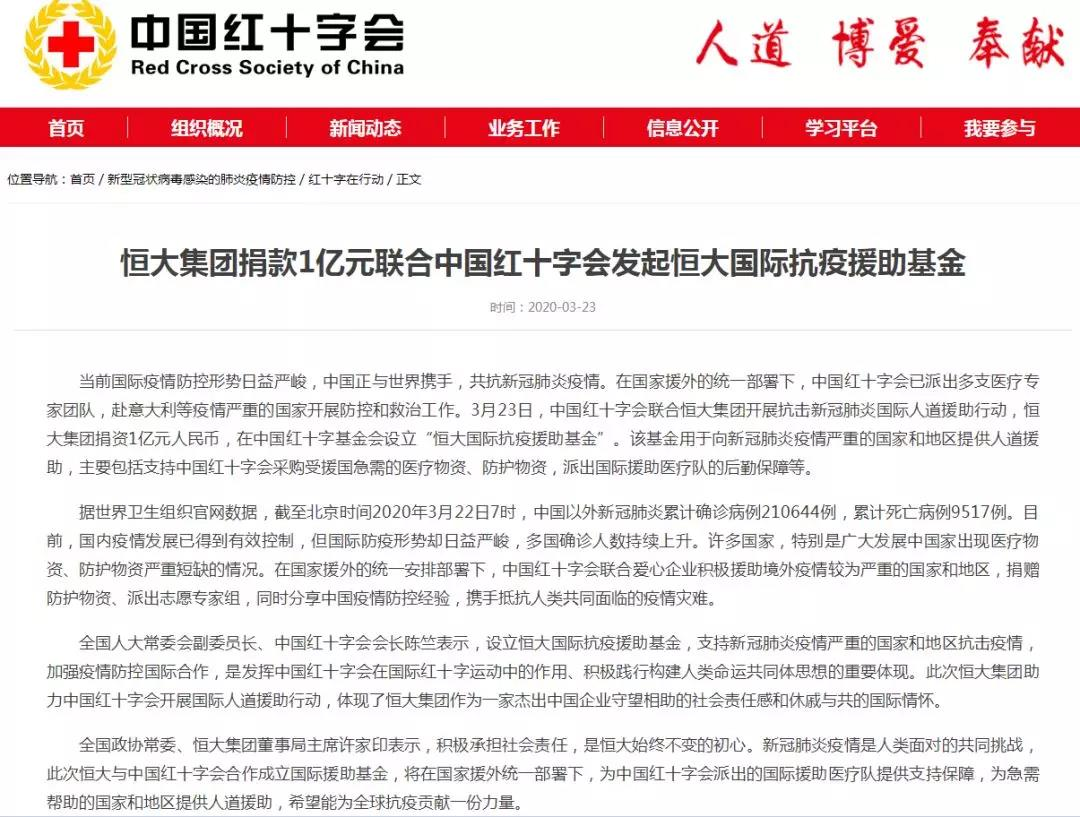 中国红十字会
Red Cross Society of China
人道 博爱 奉献
首页 组织概况 新闻动态 业务工作 信息公开 学习平台 我要参与
位置导航：首页 / 新型冠状病毒感染的肺炎疫情防控 / 红十字在行动 / 正文
恒大集团捐款1亿元联合中国红十字会发起恒大国际抗疫援助基金
时间：2020-03-23
当前国际疫情防控形势日益严峻，中国正与世界携手，共抗新冠肺炎疫情。在国家援外的统一部署下，中国红十字会已派出多支医疗专
家团队，赴意大利等疫情严重的国家开展防控和救治工作。3月23日，中国红十字会联合恒大集团开展抗击新冠肺炎国际人道援助行动，恒
大集团捐资1亿元人民币，在中国红十字基金会设立“恒大国际抗疫援助基金”。该基金用于向新冠肺炎疫情严重的国家和地区提供人道援
助，主要包括支持中国红十字会采购受援国急需的医疗物资、防护物资，派出国际援助医疗队的后勤保障等。
据世界卫生组织官网数据，截至北京时间2020年3月22日7时，中国以外新冠肺炎累计确诊病例210644例，累计死亡病例9517例。目
前，国内疫情发展已得到有效控制，但国际防疫形势却日益严峻，多国确诊人数持续上升。许多国家，特别是广大发展中国家出现医疗物
资、防护物资严重短缺的情况。在国家援外的统一安排部署下，中国红十字会联合爱心企业积极援助境外疫情较为严重的国家和地区，捐赠
防护物资、派出志愿专家组，同时分享中国疫情防控经验，携手抵抗人类共同面临的疫情灾难。
全国人大常委会副委员长、中国红十字会会长陈竺表示，设立恒大国际抗疫援助基金，支持新冠肺炎疫情严重的国家和地区抗击疫情，
加强疫情防控国际合作，是发挥中国红十字会在国际红十字运动中的作用、积极践行构建人类命运共同体思想的重要体现。此次恒大集团助
力中国红十字会开展国际人道援助行动，体现了恒大集团作为一家杰出中国企业守望相助的社会责任感和休戚与共的国际情怀。
全国政协常委、恒大集团董事局主席许家印表示，积极承担社会责任，是恒大始终不变的初心。新冠肺炎疫情是人类面对的共同挑战，
此次恒大与中国红十字会合作成立国际援助基金，将在国家援外统一部署下，为中国红十字会派出的国际援助医疗队提供支持保障，为急需
帮助的国家和地区提供人道援助，希望能为全球抗疫贡献一份力量。